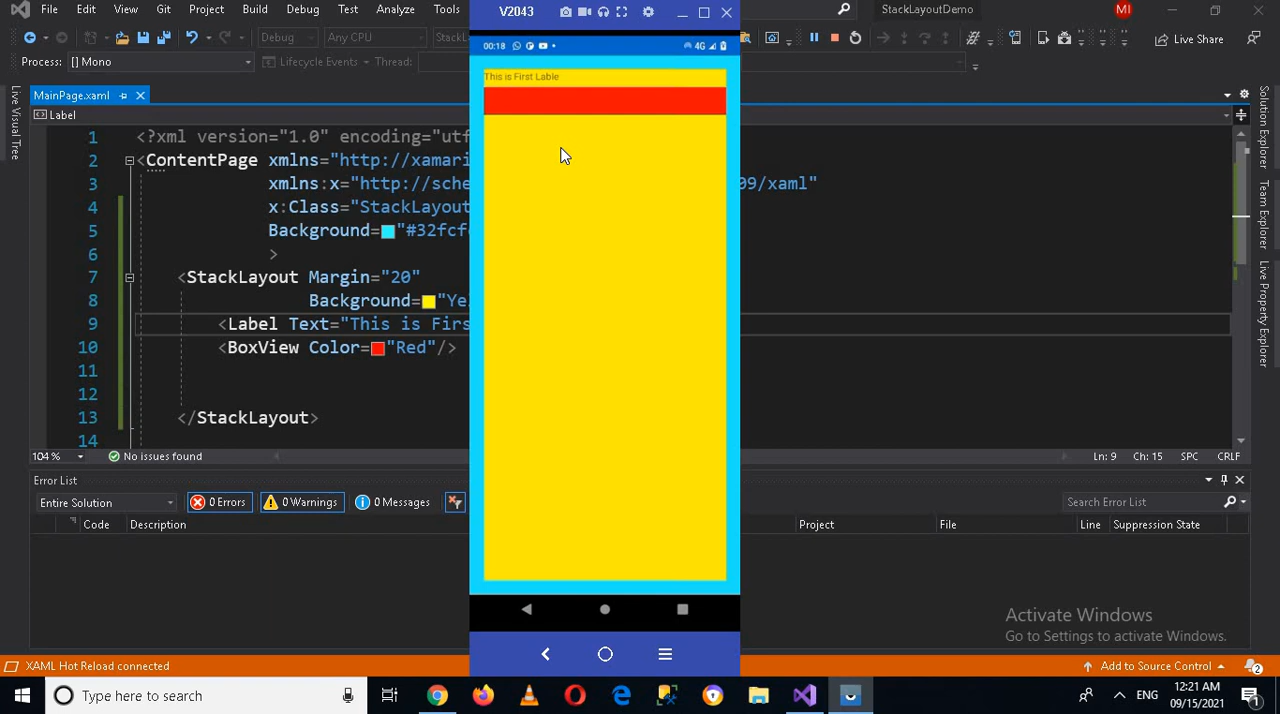 File Edit View Git Project Build Debug Test Analyze Tools
V2043
StackLayoutDemo
MI
Debug
Any CPU
Live Share
Process: [] Mono
Lifecycle Events
Thread:
00:18
4G
MainPage.xaml
Label
Live Visual Tree
Solution Explorer
Team Explorer
Live Property Explorer
This is First Lable
1 <?xml version="1.0" encoding="utf
2 <ContentPage xmlns="http://xamari
3 xmlns:x="http://sche 09/xaml"
4 x:Class="StackLayout
5 Background= "#32fcf
6 >
7 <StackLayout Margin="20"
8 Background= "Ye
9 <Label Text="This is Firs
10 <BoxView Color= "Red"/>
11
12
13 </StackLayout>
14
104 %
No issues found
Ln: 9 Ch: 15 SPC CRLF
Error List
Entire Solution
0 Errors
0 Warnings
0 Messages
Search Error List
Code Description Project File Line Suppression State
Activate Windows
Go to Settings to activate Windows.
XAML Hot Reload connected
Add to Source Control
2
Type here to search
ENG
12:21 AM
09/15/2021
1